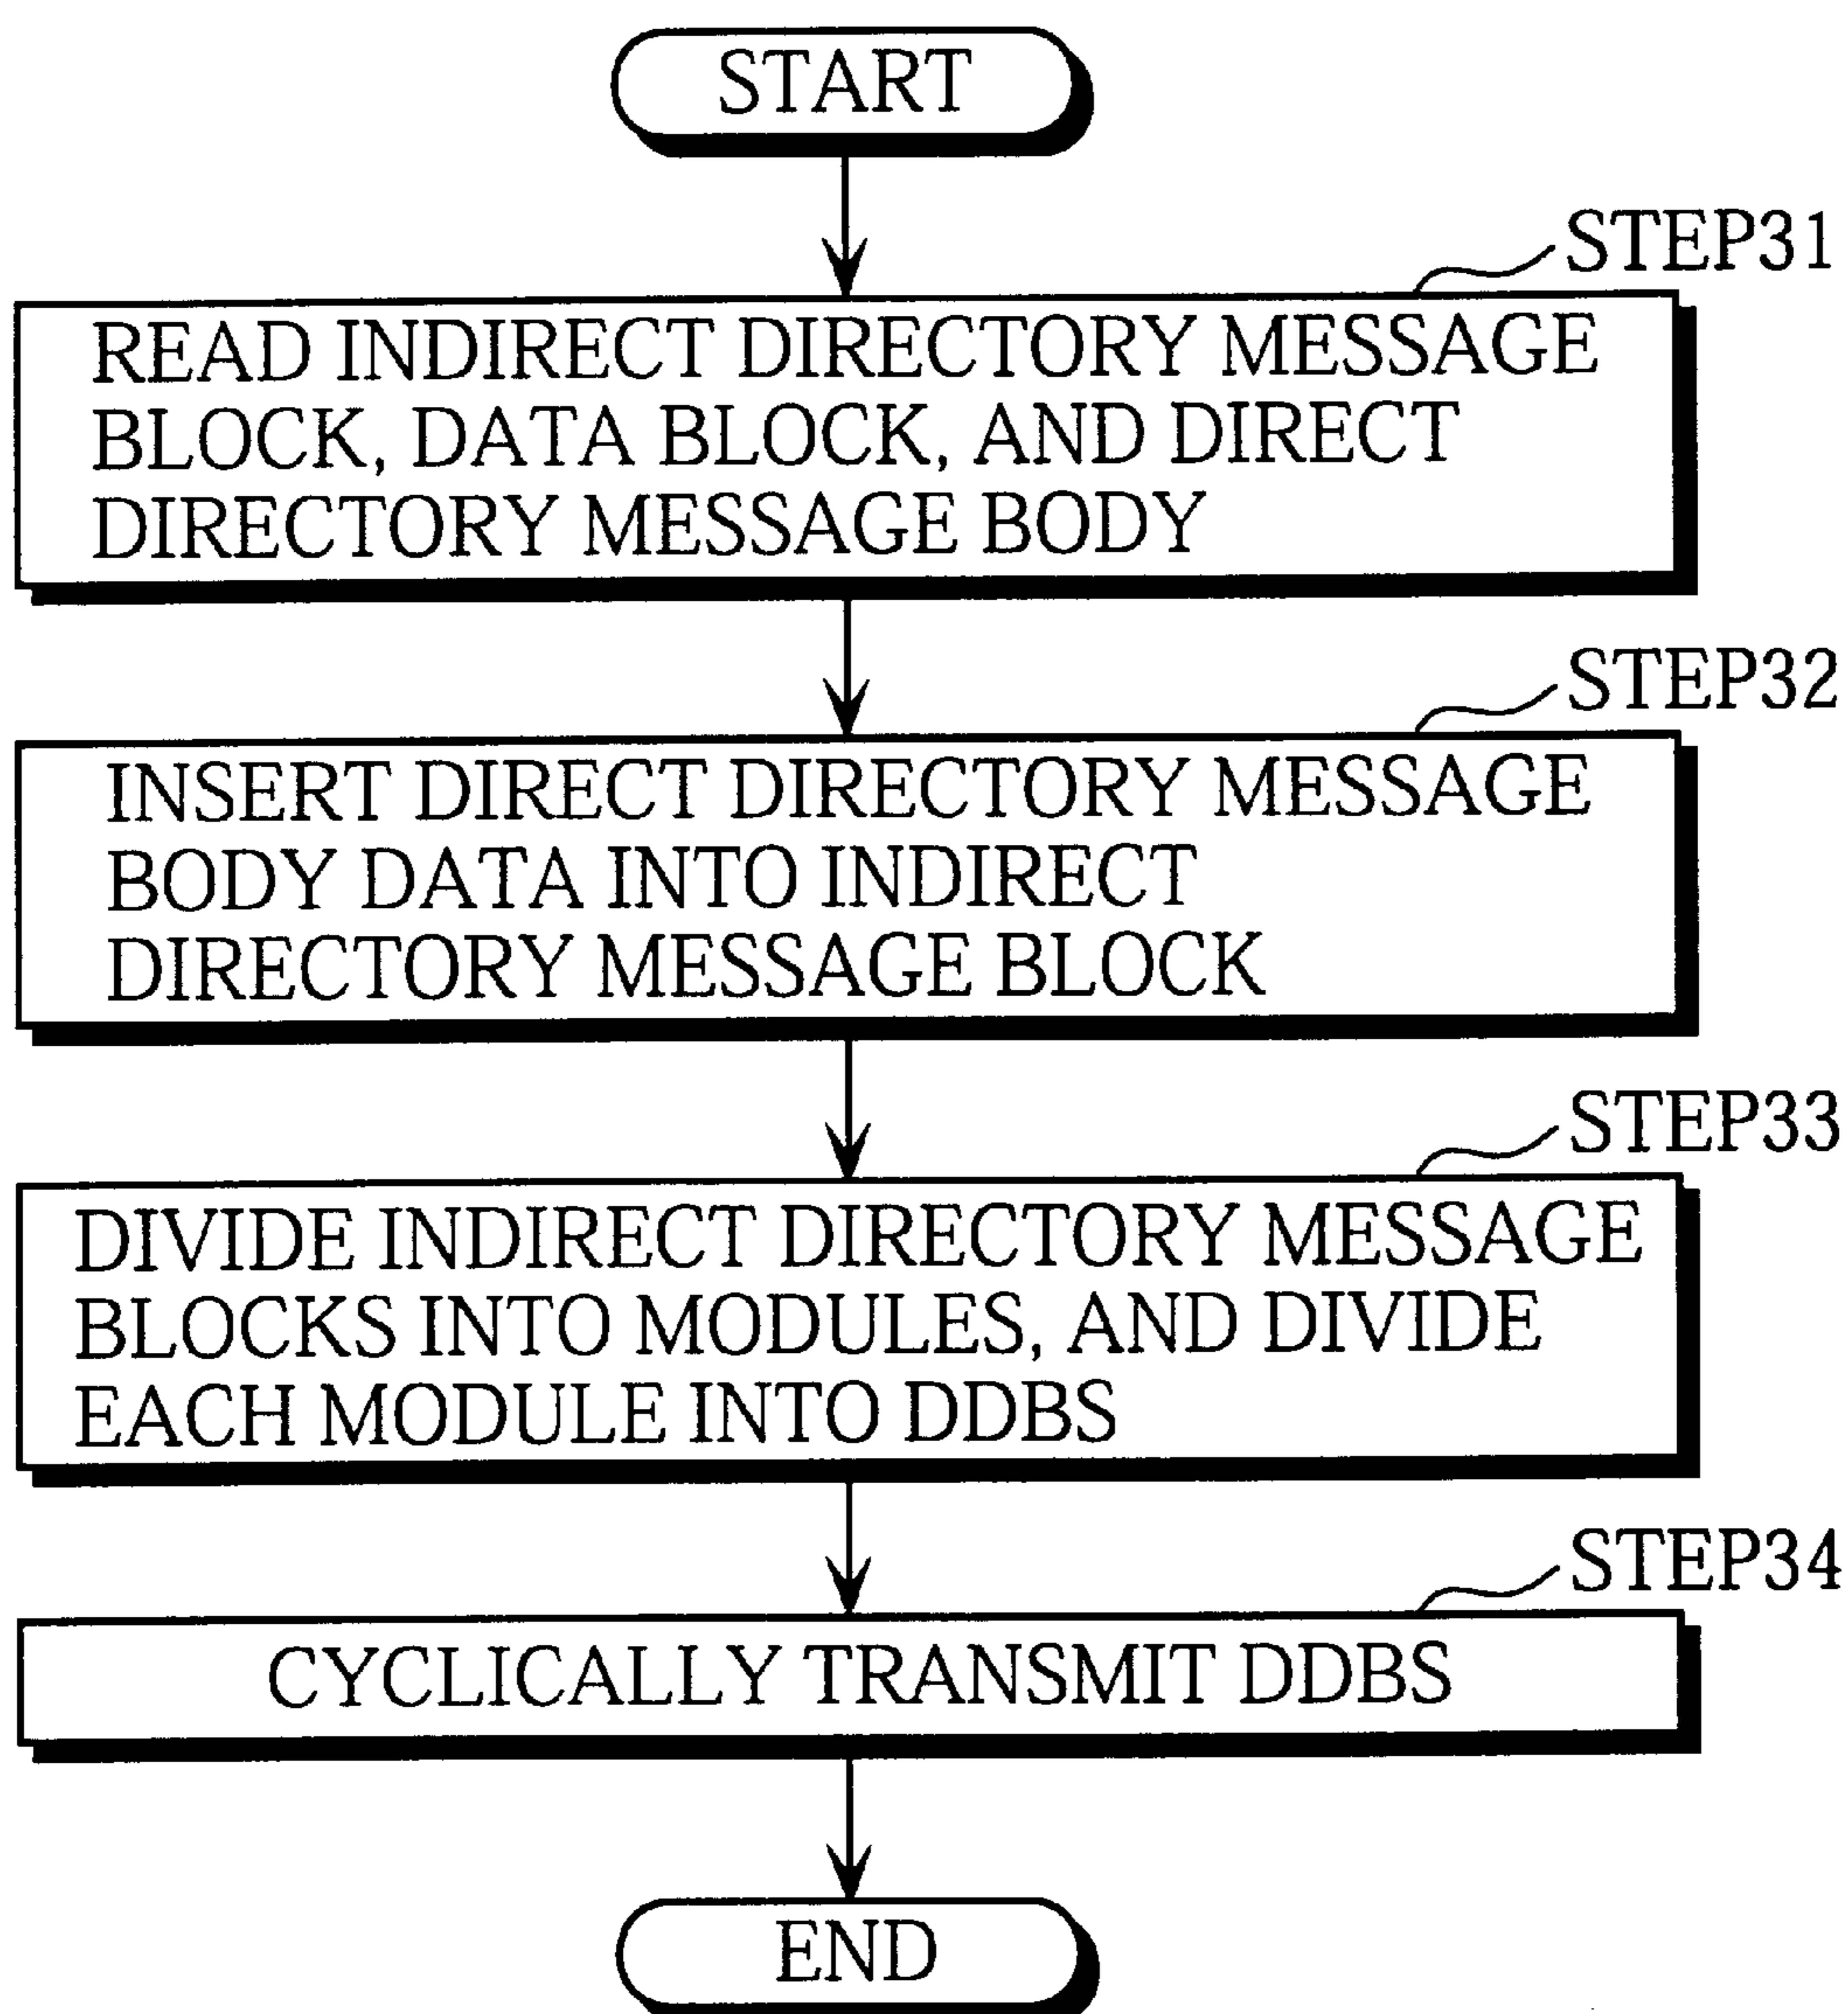 START
STEP31
READ INDIRECT DIRECTORY MESSAGE
BLOCK, DATA BLOCK, AND DIRECT
DIRECTORY MESSAGE BODY
STEP32
INSERT DIRECT DIRECTORY MESSAGE
BODY DATA INTO INDIRECT
DIRECTORY MESSAGE BLOCK
STEP33
DIVIDE INDIRECT DIRECTORY MESSAGE
BLOCKS INTO MODULES, AND DIVIDE
EACH MODULE INTO DDBS
STEP34
CYCLICALLY TRANSMIT DDBS
END